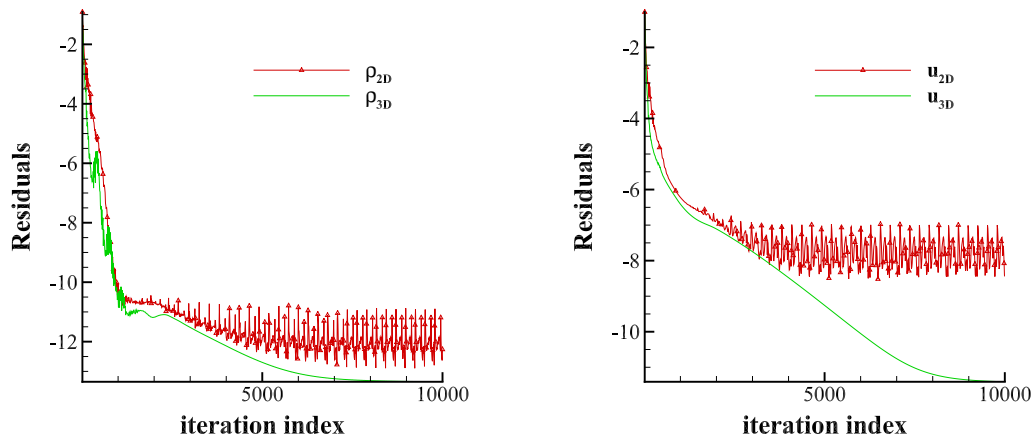 -2
-4
-6
-8
-10
-12
Residuals
ρ2D
ρ3D
5000
10000
iteration index
-2
-4
-6
-8
-10
Residuals
u2D
u3D
5000
10000
iteration index